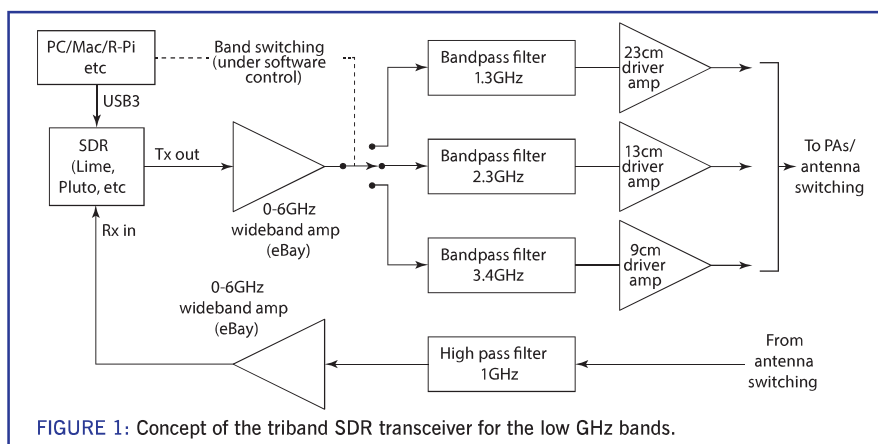 PC/Mac/R-Pi
etc
USB3
SDR
(Lime,
Pluto, etc
Tx out
Rx in
Band switching
(under software
control)
0-6GHz
wideband amp
(eBay)
Bandpass filter
1.3GHz
23cm
driver
amp
Bandpass filter
2.3GHz
13cm
driver
amp
Bandpass filter
3.4GHz
9cm
driver
amp
To PAs/
antenna
switching
0-6GHz
wideband amp
(eBay)
High pass filter
1GHz
From
antenna
switching
FIGURE 1: Concept of the triband SDR transceiver for the low GHz bands.